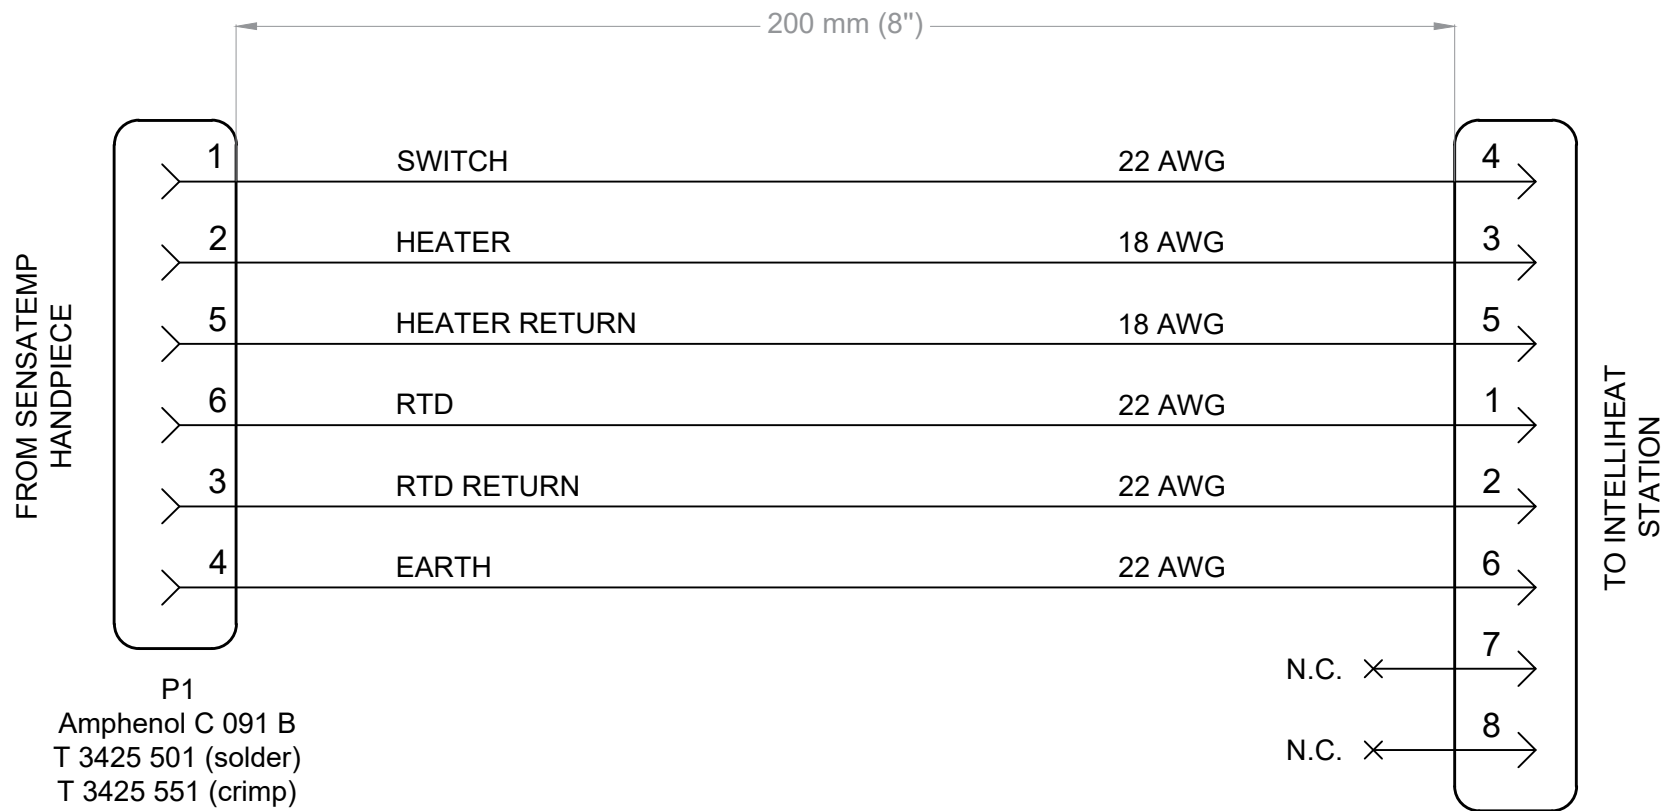 200 mm (8")
FROM SENSATEMP
HANDPIECE
1 SWITCH 22 AWG 4
2 HEATER 18 AWG 3
5 HEATER RETURN 18 AWG 5
6 RTD 22 AWG 1
3 RTD RETURN 22 AWG 2
4 EARTH 22 AWG 6
N.C. 7
N.C. 8
TO INTELLIHEAT
STATION
P1
Amphenol C 091 B
T 3425 501 (solder)
T 3425 551 (crimp)